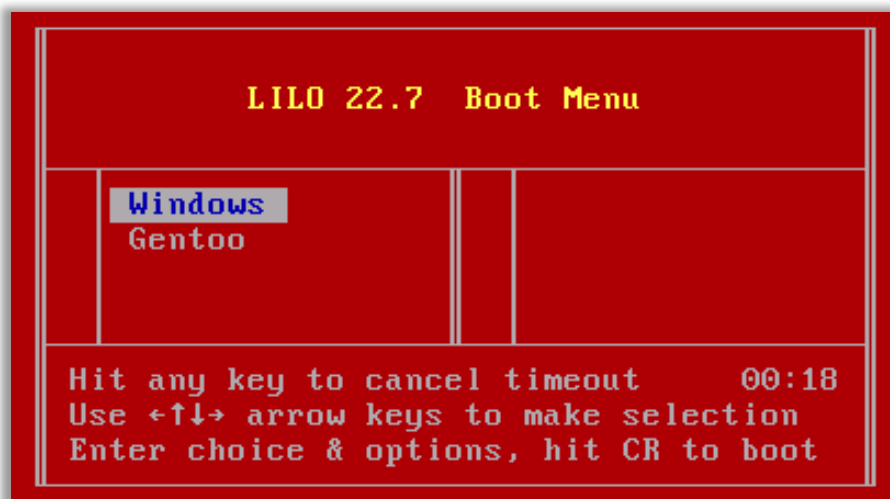 LILO 22.7  Boot Menu
Windows
Gentoo
Hit any key to cancel timeout     00:18
Use ←↑↓→ arrow keys to make selection
Enter choice & options, hit CR to boot